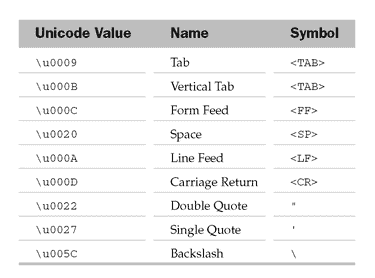 Unicode Value Name Symbol
\u0009 Tab <TAB>
\u000B Vertical Tab <TAB>
\u000C Form Feed <FF>
\u0020 Space <SP>
\u000A Line Feed <LF>
\u000D Carriage Return <CR>
\u0022 Double Quote "
\u0027 Single Quote '
\u005C Backslash \